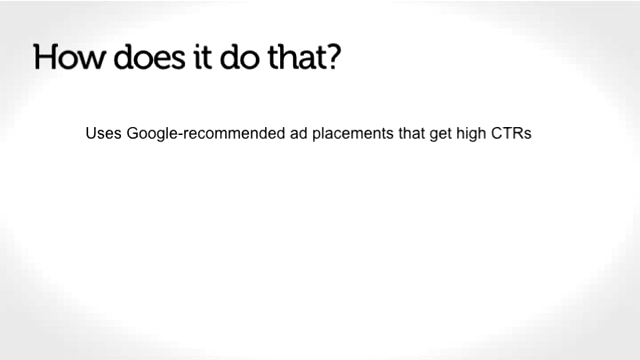 How does it do that?
Uses Google-recommended ad placements that get high CTRs